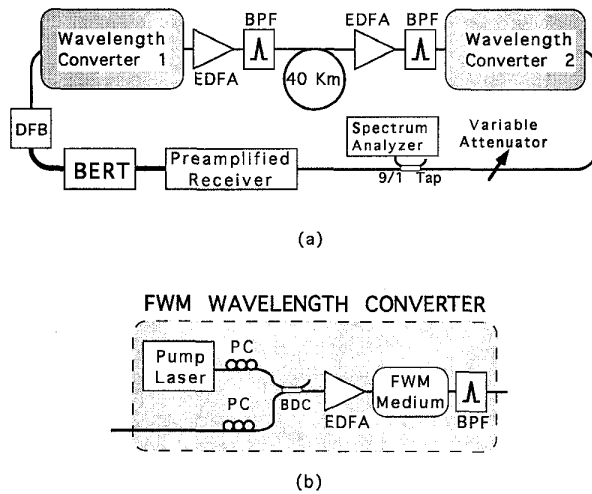 Wavelength
Converter 1
EDFA
BPF
40 Km
EDFA
BPF
Wavelength
Converter 2
DFB
BERT
Preamplified
Receiver
Spectrum
Analyzer
9/1 Tap
Variable
Attenuator
(a)
FWM WAVELENGTH CONVERTER
Pump
Laser
PC
PC
BDC
EDFA
FWM
Medium
BPF
(b)